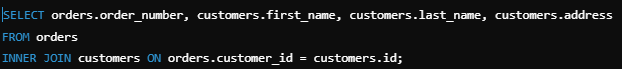 SELECT orders.order_number, customers.first_name, customers.last_name, customers.address
FROM orders
INNER JOIN customers ON orders.customer_id = customers.id;